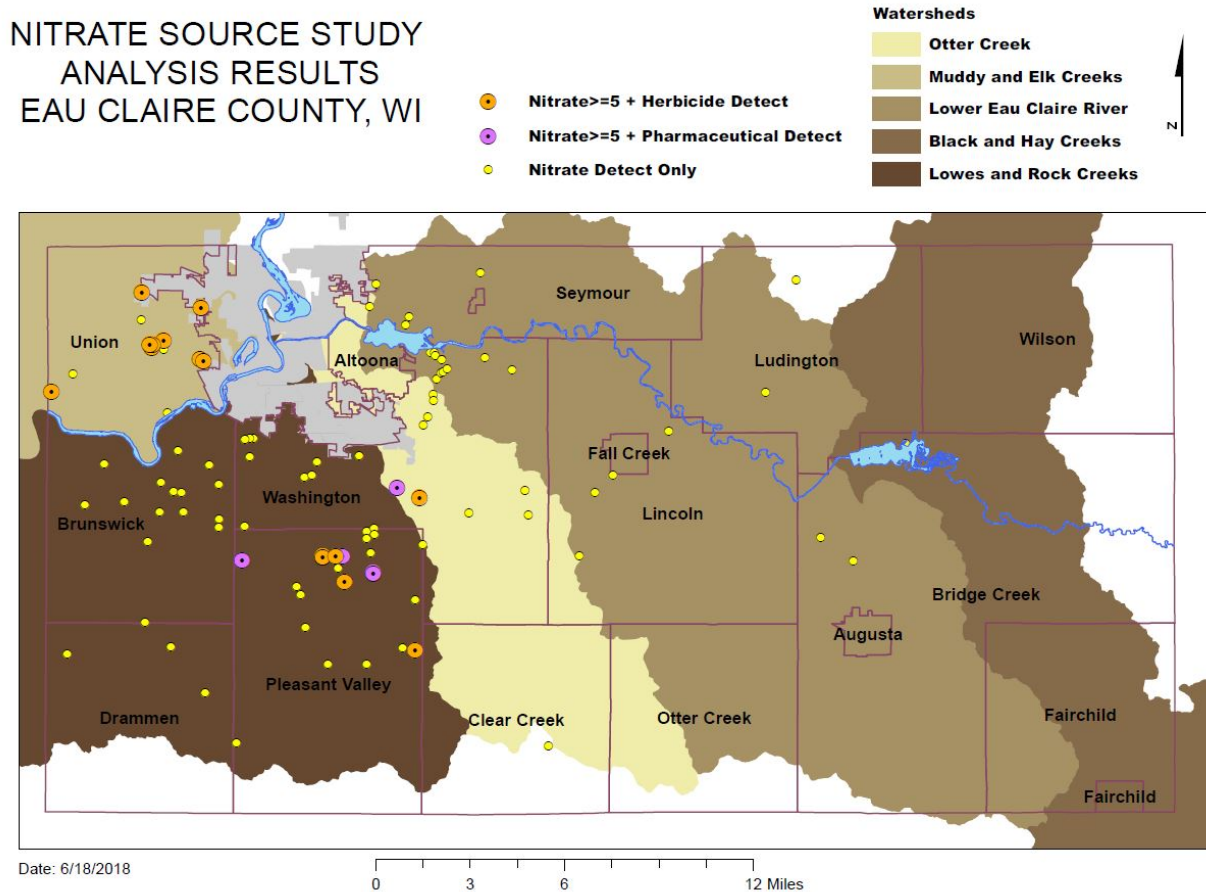 NITRATE SOURCE STUDY
ANALYSIS RESULTS
EAU CLAIRE COUNTY, WI
Nitrate>=5 + Herbicide Detect
Nitrate>=5 + Pharmaceutical Detect
Nitrate Detect Only
Watersheds
Otter Creek
Muddy and Elk Creeks
Lower Eau Claire River
Black and Hay Creeks
Lowes and Rock Creeks
N
Seymour
Union
Altoona
Ludington
Wilson
Fall Creek
Washington
Lincoln
Brunswick
Bridge Creek
Augusta
Pleasant Valley
Drammen
Clear Creek
Otter Creek
Fairchild
Fairchild
Date: 6/18/2018
0 3 6 12 Miles